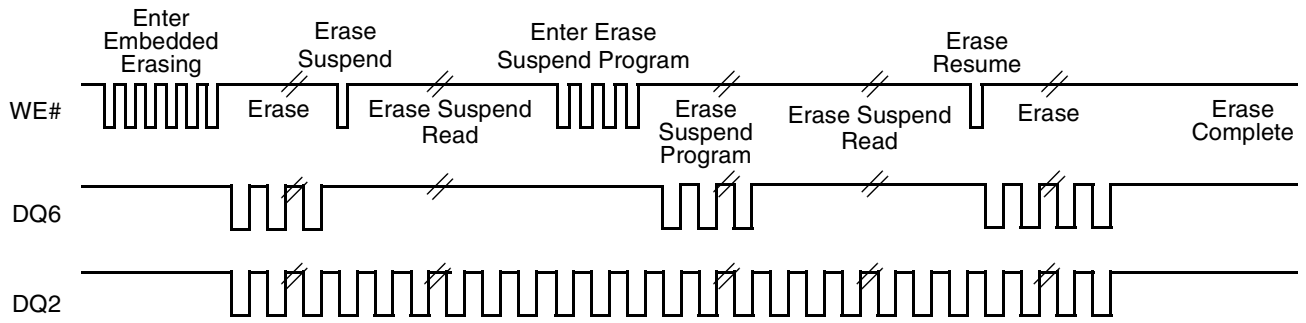 Enter
Embedded
Erasing
Erase
Suspend
Enter Erase
Suspend Program
Erase
Resume
WE#
Erase
Erase Suspend
Read
Erase
Suspend
Program
Erase Suspend
Read
Erase
Erase
Complete
DQ6
DQ2